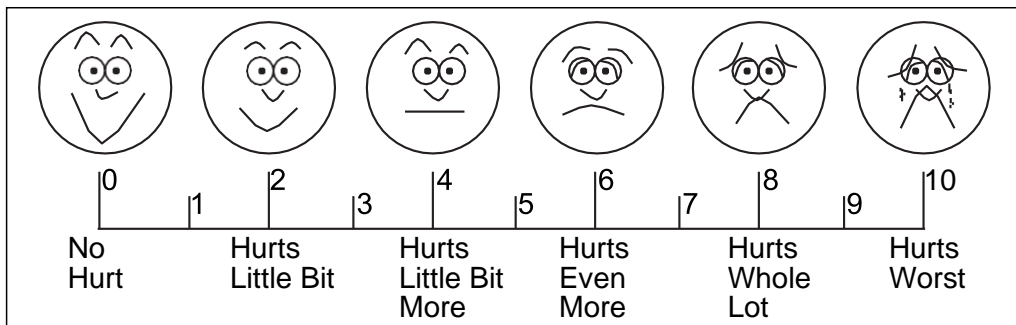 0 2 4 6 8 10
1 3 5 7 9
No Hurts Hurts Hurts Hurts Hurts
Hurt Little Bit Little Bit Even Whole Worst
More More Lot